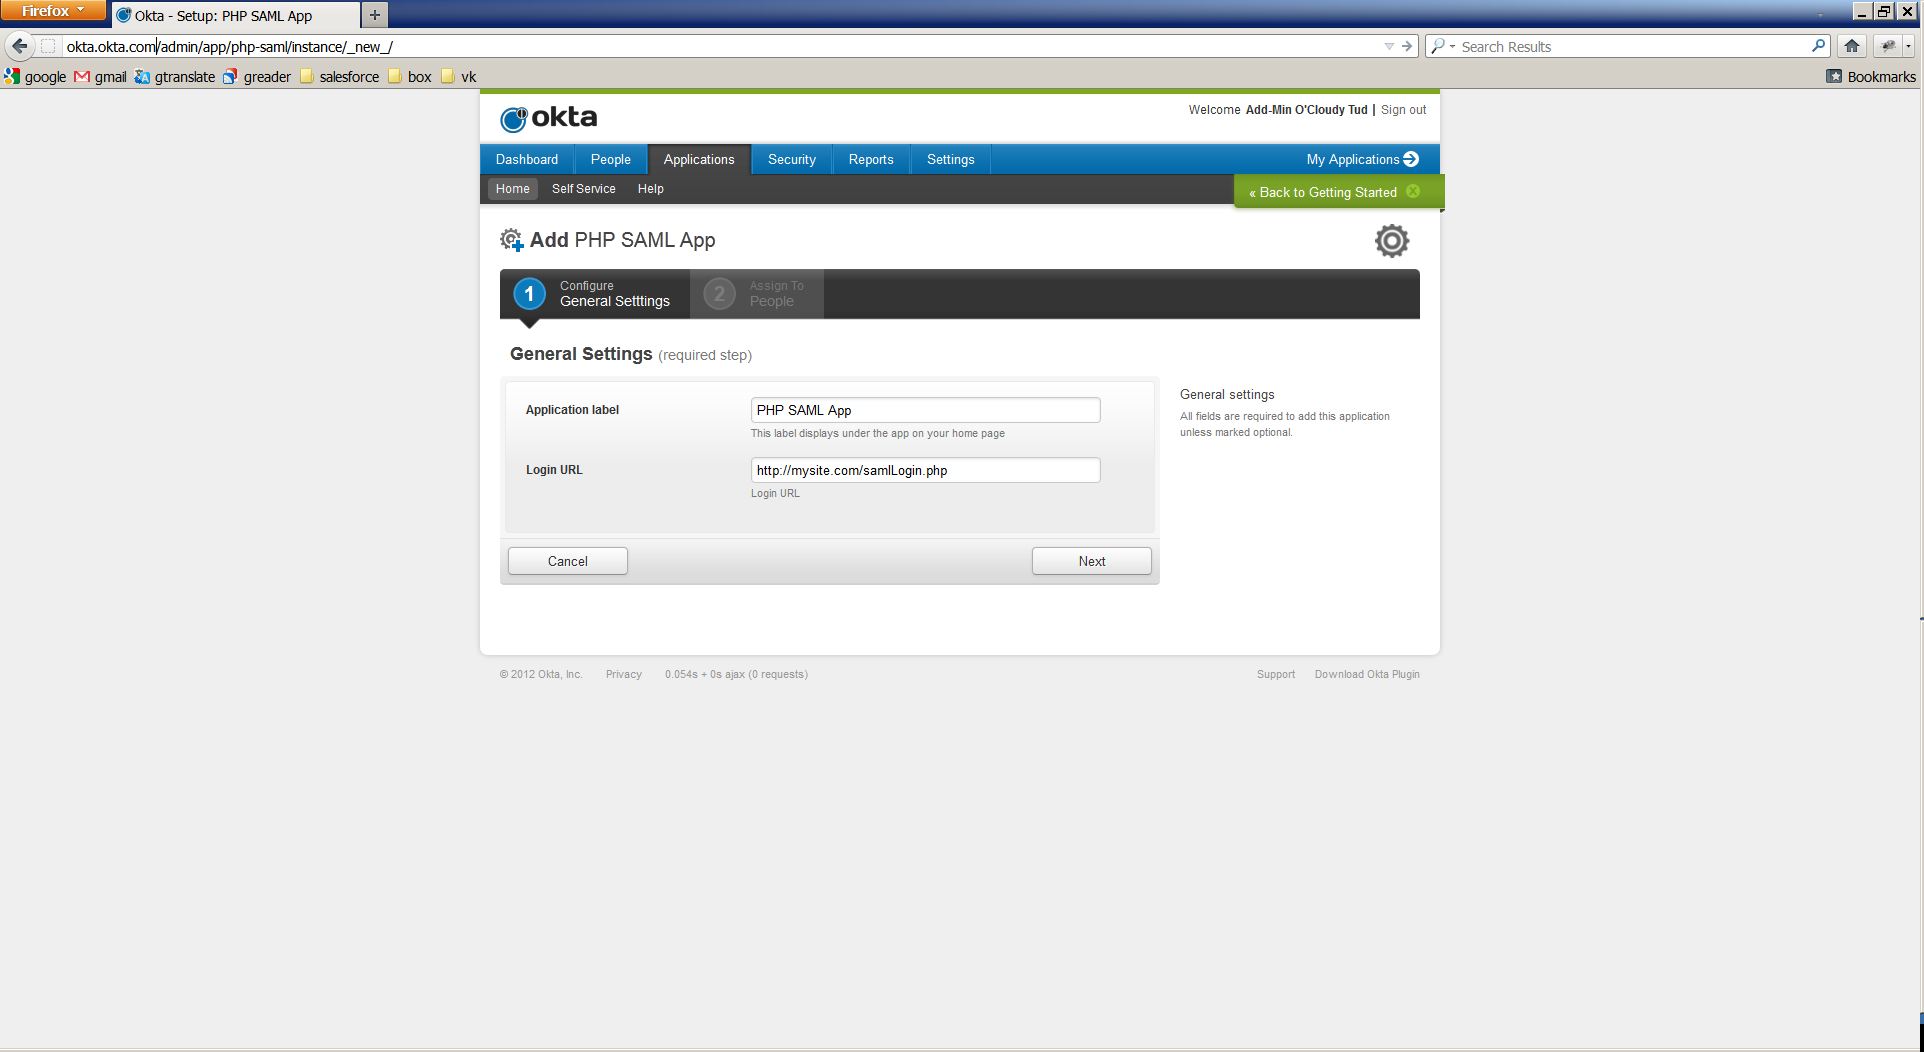 Firefox
Okta - Setup: PHP SAML App
okta.okta.com/admin/app/php-saml/instance/_new_/
Search Results
google gmail gtranslate greader salesforce box vk
Bookmarks
okta
Welcome Add-Min O'Cloudy Tud | Sign out
Dashboard People Applications Security Reports Settings
My Applications
Home Self Service Help
« Back to Getting Started
Add PHP SAML App
1 Configure
General Setttings
2 Assign To
People
General Settings (required step)
Application label
PHP SAML App
This label displays under the app on your home page
Login URL
http://mysite.com/samlLogin.php
Login URL
Cancel
Next
General settings
All fields are required to add this application
unless marked optional.
© 2012 Okta, Inc. Privacy 0.054s + 0s ajax (0 requests)
Support Download Okta Plugin